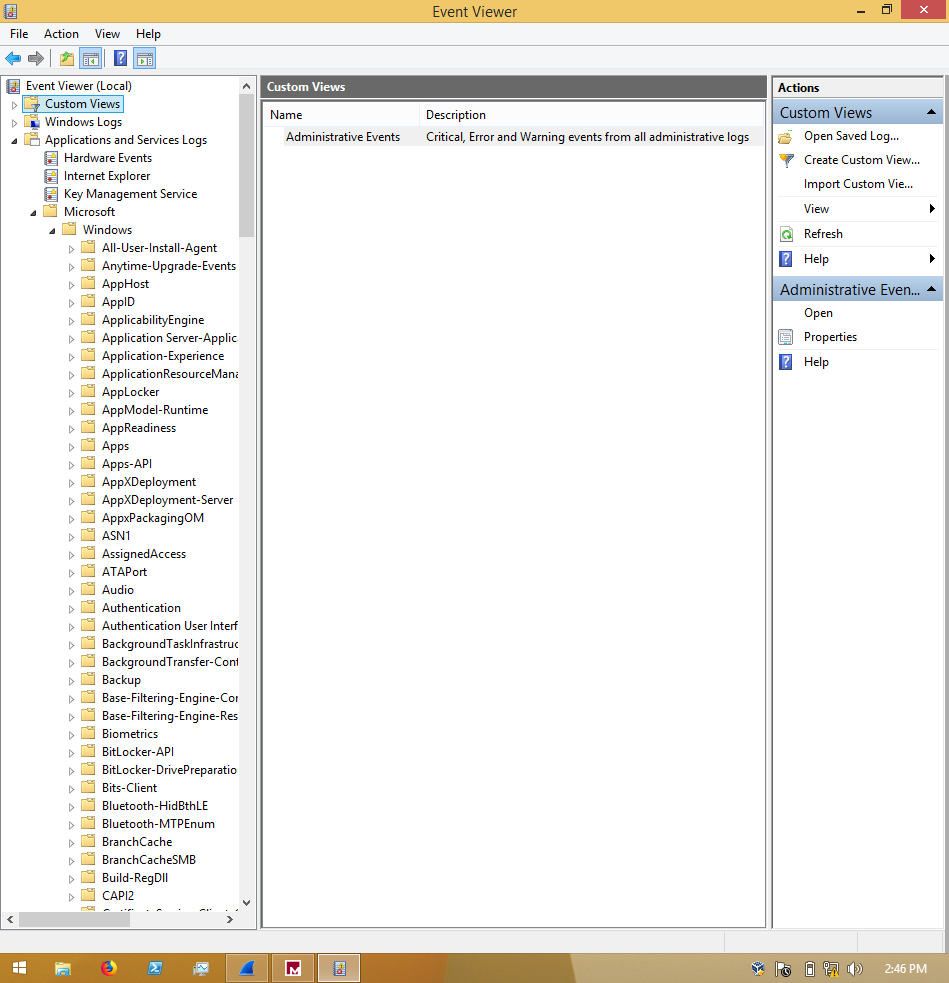 Event Viewer
File Action View Help
Event Viewer (Local)
Custom Views
Windows Logs
Applications and Services Logs
Hardware Events
Internet Explorer
Key Management Service
Microsoft
Windows
All-User-Install-Agent
Anytime-Upgrade-Events
AppHost
AppID
ApplicabilityEngine
Application Server-Applic
Application-Experience
ApplicationResourceMana
AppLocker
AppModel-Runtime
AppReadiness
Apps
Apps-API
AppXDeployment
AppXDeployment-Server
AppxPackagingOM
ASN1
AssignedAccess
ATAPort
Audio
Authentication
Authentication User Interf
BackgroundTaskInfrastruc
BackgroundTransfer-Cont
Backup
Base-Filtering-Engine-Con
Base-Filtering-Engine-Res
Biometrics
BitLocker-API
BitLocker-DrivePreparatio
Bits-Client
Bluetooth-HidBthLE
Bluetooth-MTPEnum
BranchCache
BranchCacheSMB
Build-RegDll
CAPI2
Custom Views
Name Description
Administrative Events Critical, Error and Warning events from all administrative logs
Actions
Custom Views
Open Saved Log...
Create Custom View...
Import Custom Vie...
View
Refresh
Help
Administrative Even...
Open
Properties
Help
2:46 PM